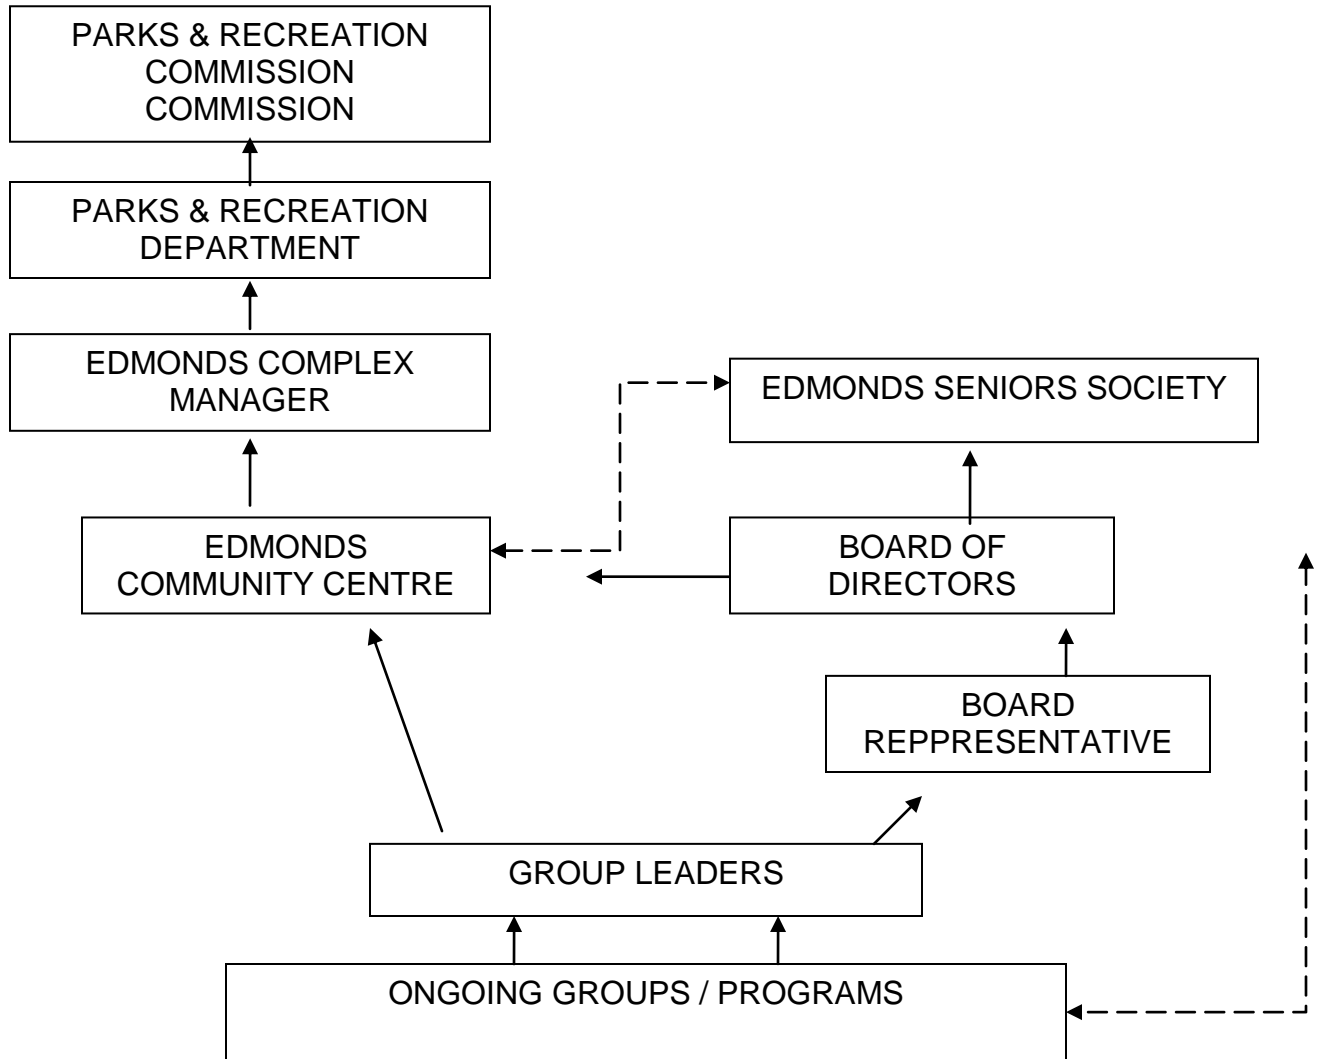 PARKS & RECREATION
COMMISSION
COMMISSION
PARKS & RECREATION
DEPARTMENT
EDMONDS COMPLEX
MANAGER
EDMONDS SENIORS SOCIETY
EDMONDS
COMMUNITY CENTRE
BOARD OF
DIRECTORS
BOARD
REPPRESENTATIVE
GROUP LEADERS
ONGOING GROUPS / PROGRAMS